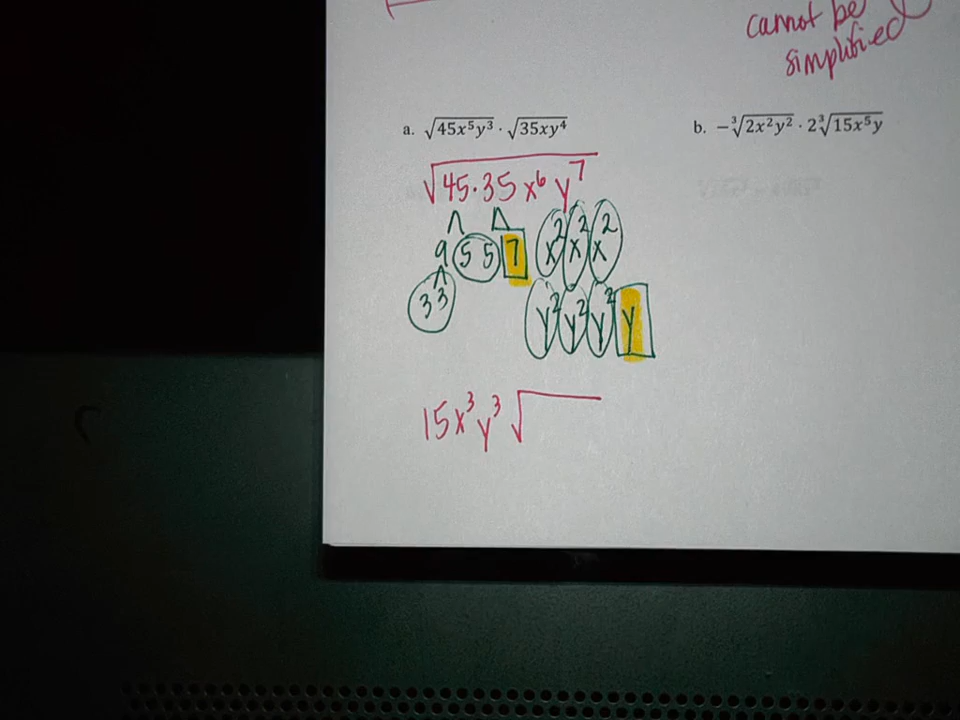 cannot be
simplified
a. √45x⁵y³ · √35xy⁴
b. −∛2x²y² · 2∛15x⁵y
√45·35 x⁶ y⁷
9 5 5 7 x² x² x²
3 3 y² y² y² y
15x³y³ √